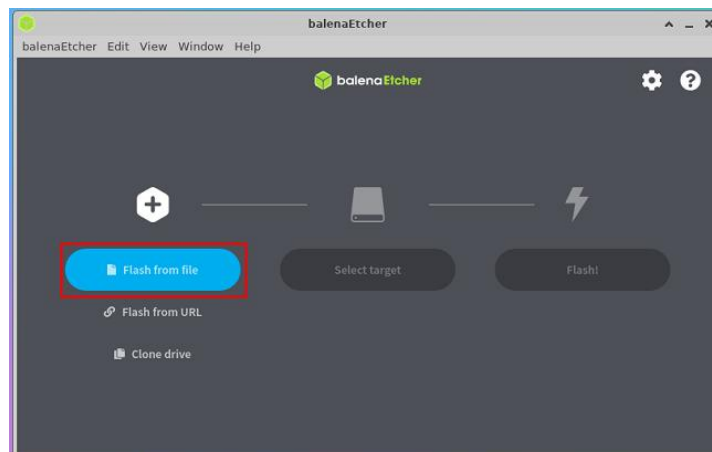 balenaEtcher
balenaEtcher Edit View Window Help
balenaEtcher
Flash from file
Select target
Flash!
Flash from URL
Clone drive